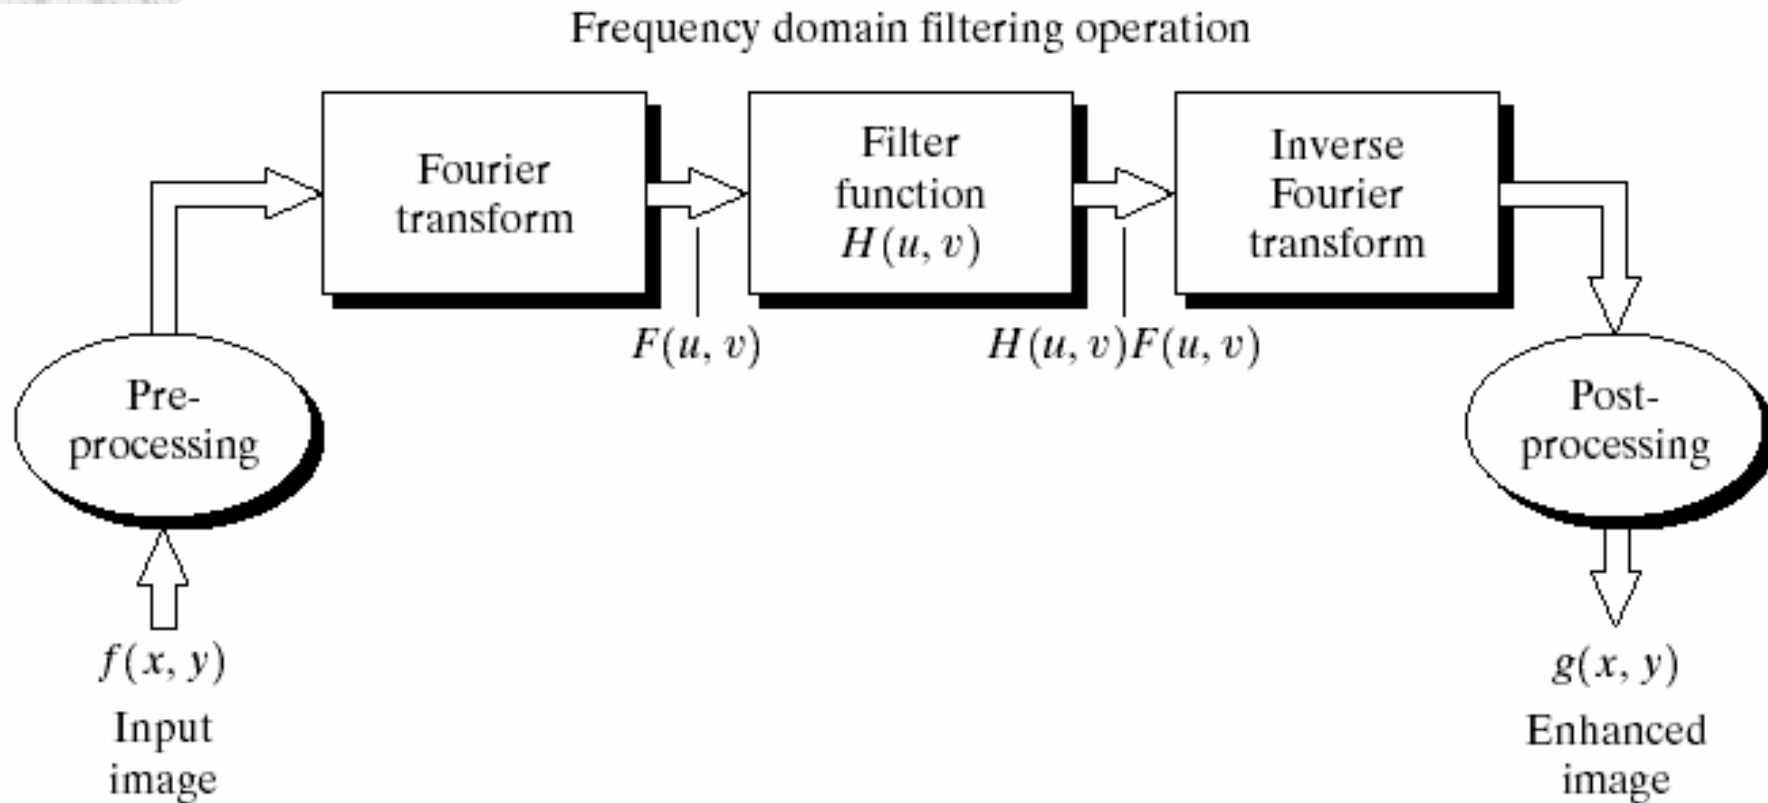 Frequency domain filtering operation
Fourier
transform
Filter
function
H(u, v)
Inverse
Fourier
transform
F(u, v)
H(u, v)F(u, v)
Pre-
processing
Post-
processing
f(x, y)
Input
image
g(x, y)
Enhanced
image